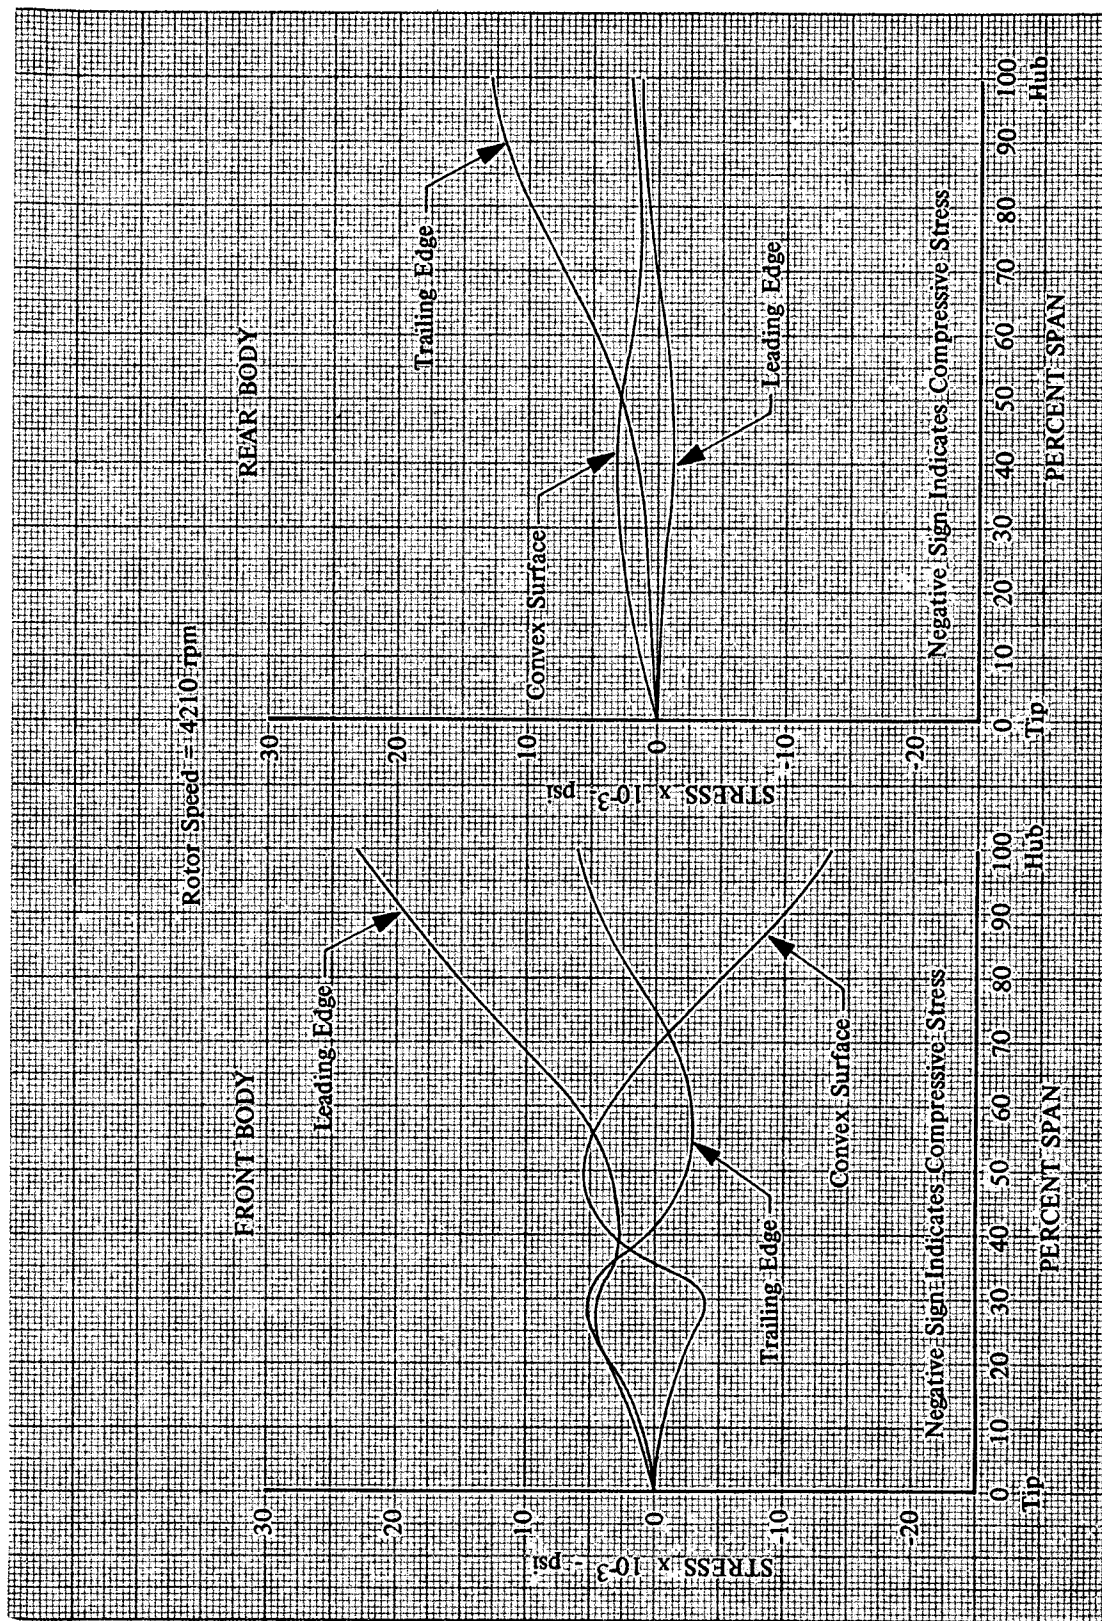 Rotor Speed = 4210 rpm
FRONT BODY
Leading Edge
Trailing Edge
Convex Surface
Negative Sign Indicates Compressive Stress
STRESS x 10-3 - psi
30
20
10
0
-10
-20
0 10 20 30 40 50 60 70 80 90 100
Tip Hub
PERCENT SPAN
REAR BODY
Trailing Edge
Convex Surface
Leading Edge
Negative Sign Indicates Compressive Stress
STRESS x 10-3 - psi
30
20
10
0
-10
-20
0 10 20 30 40 50 60 70 80 90 100
Tip Hub
PERCENT SPAN